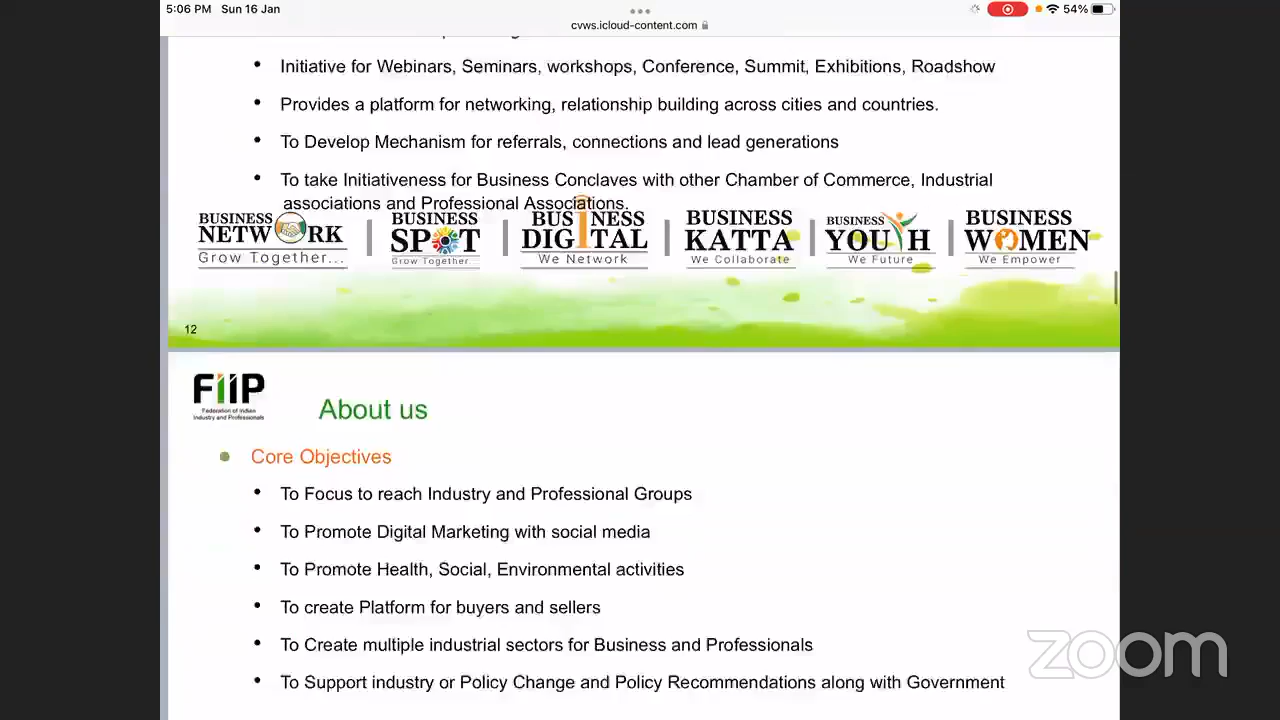 5:06 PM Sun 16 Jan
54%
cvws.icloud-content.com
• Initiative for Webinars, Seminars, workshops, Conference, Summit, Exhibitions, Roadshow
• Provides a platform for networking, relationship building across cities and countries.
• To Develop Mechanism for referrals, connections and lead generations
• To take Initiativeness for Business Conclaves with other Chamber of Commerce, Industrial
associations and Professional Associations.
BUSINESS NETWORK Grow Together...
BUSINESS SPOT Grow Together...
BUSINESS DIGITAL We Network
BUSINESS KATTA We Collaborate
BUSINESS YOUTH We Future
BUSINESS WOMEN We Empower
12
FIIP
Federation of Indian
Industry and Professionals
About us
Core Objectives
• To Focus to reach Industry and Professional Groups
• To Promote Digital Marketing with social media
• To Promote Health, Social, Environmental activities
• To create Platform for buyers and sellers
• To Create multiple industrial sectors for Business and Professionals
• To Support industry or Policy Change and Policy Recommendations along with Government
zoom